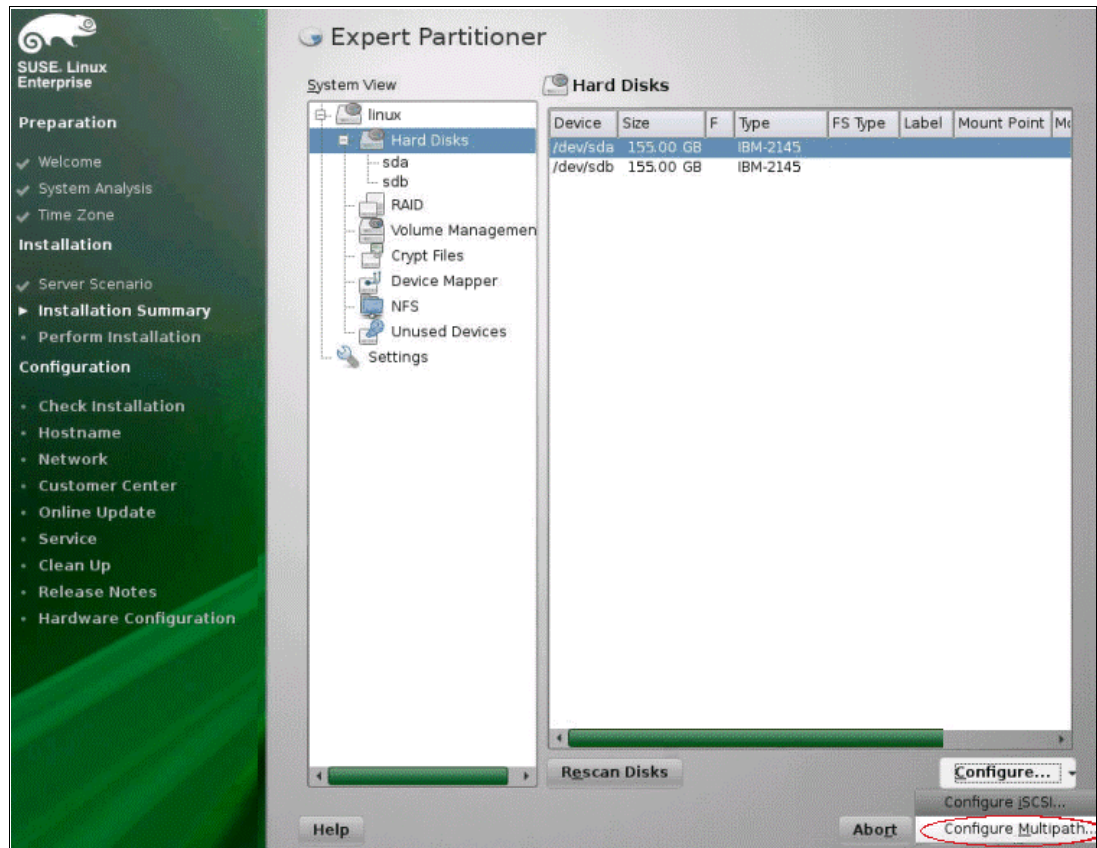 SUSE. Linux
Enterprise
Preparation
Welcome
System Analysis
Time Zone
Installation
Server Scenario
Installation Summary
Perform Installation
Configuration
Check Installation
Hostname
Network
Customer Center
Online Update
Service
Clean Up
Release Notes
Hardware Configuration
Expert Partitioner
System View
linux
Hard Disks
sda
sdb
RAID
Volume Managemen
Crypt Files
Device Mapper
NFS
Unused Devices
Settings
Hard Disks
Device Size F Type FS Type Label Mount Point Mo
/dev/sda 155.00 GB IBM-2145
/dev/sdb 155.00 GB IBM-2145
Rescan Disks
Configure...
Configure iSCSI...
Configure Multipath...
Help
Abort